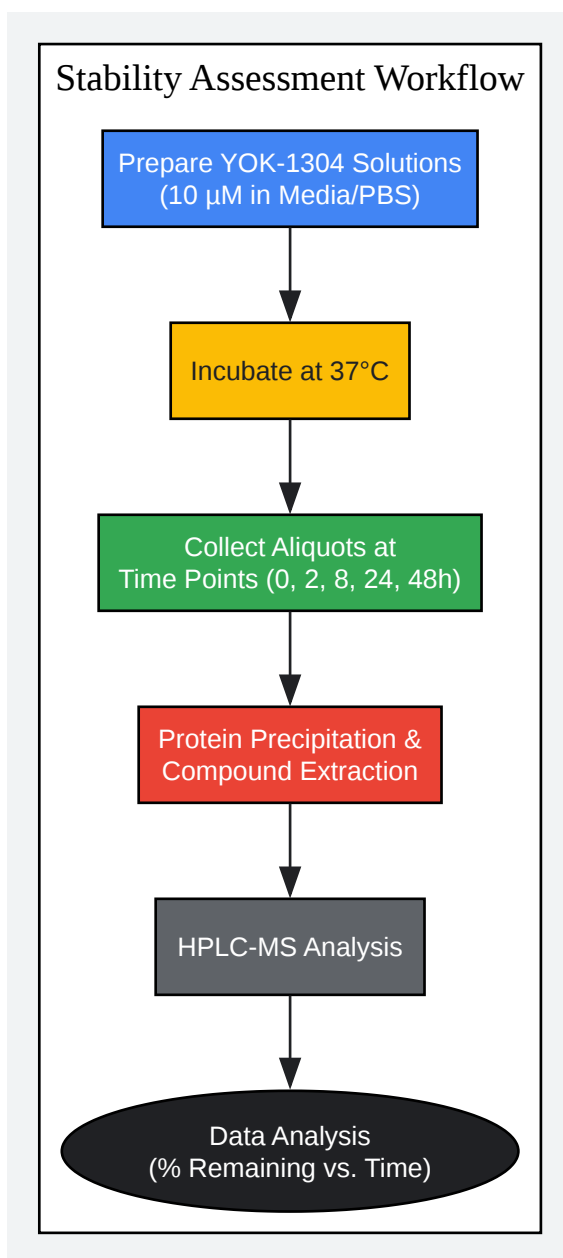 Stability Assessment Workflow
Prepare YOK-1304 Solutions
(10 µM in Media/PBS)
Incubate at 37°C
Collect Aliquots at
Time Points (0, 2, 8, 24, 48h)
Protein Precipitation &
Compound Extraction
HPLC-MS Analysis
Data Analysis
(% Remaining vs. Time)